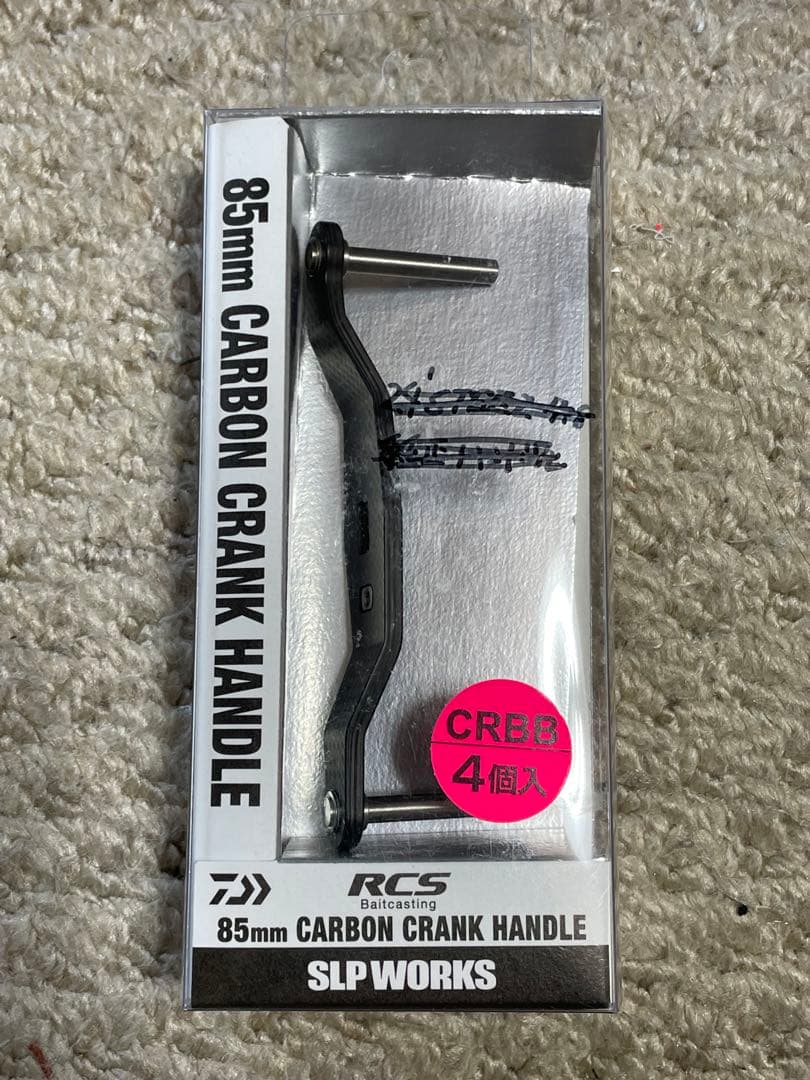 85mm CARBON CRANK HANDLE
CRBB
4個入
RCS
Baitcasting
85mm CARBON CRANK HANDLE
SLP WORKS